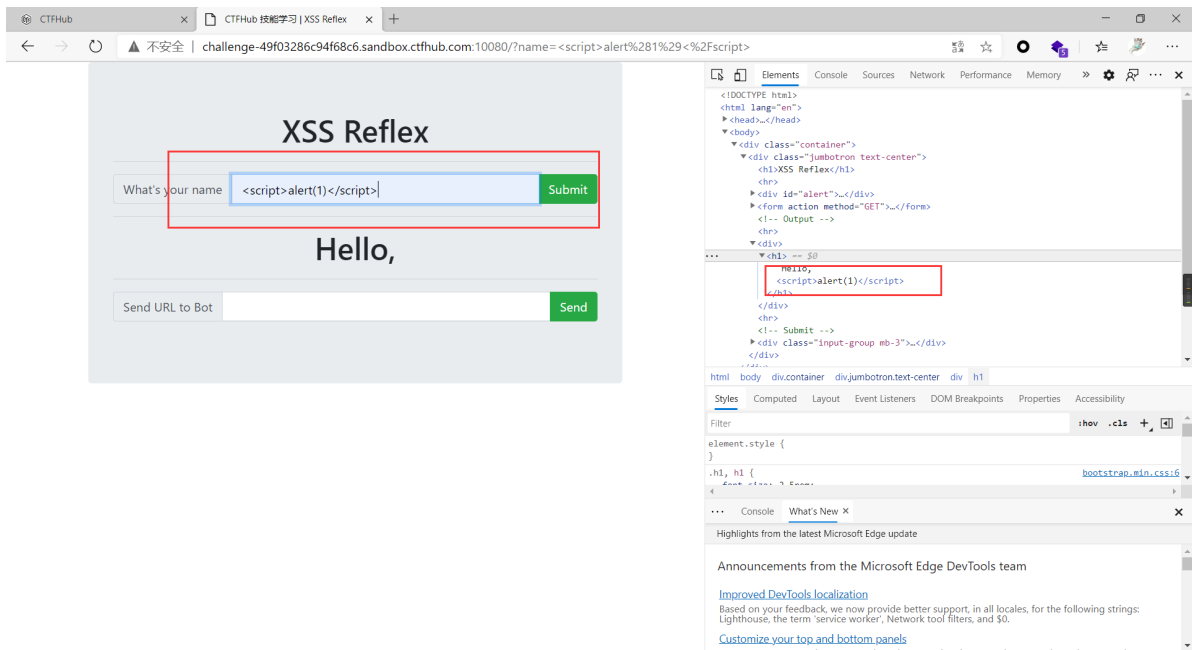 CTFHub
CTFHub 技能学习 | XSS Reflex
不安全 | challenge-49f03286c94f68c6.sandbox.ctfhub.com:10080/?name=<script>alert%281%29<%2Fscript>
XSS Reflex
What's your name <script>alert(1)</script> Submit
Hello,
Send URL to Bot Send
Elements Console Sources Network Performance Memory
<!DOCTYPE html>
<html lang="en">
<head>…</head>
<body>
<div class="container">
<div class="jumbotron text-center">
<h1>XSS Reflex</h1>
<hr>
<div id="alert">…</div>
<form action method="GET">…</form>
<!-- Output -->
<hr>
<div>
<h1> == $0
Hello,
<script>alert(1)</script>
</h1>
</div>
<hr>
<!-- Submit -->
<div class="input-group mb-3">…</div>
</div>
</div>
html body div.container div.jumbotron.text-center div h1
Styles Computed Layout Event Listeners DOM Breakpoints Properties Accessibility
Filter :hov .cls +
element.style {
}
.h1, h1 { bootstrap.min.css:6
font-size: 2.5rem;
Console What's New ×
Highlights from the latest Microsoft Edge update
Announcements from the Microsoft Edge DevTools team
Improved DevTools localization
Based on your feedback, we now provide better support, in all locales, for the following strings:
Lighthouse, the term 'service worker', Network tool filters, and $0.
Customize your top and bottom panels